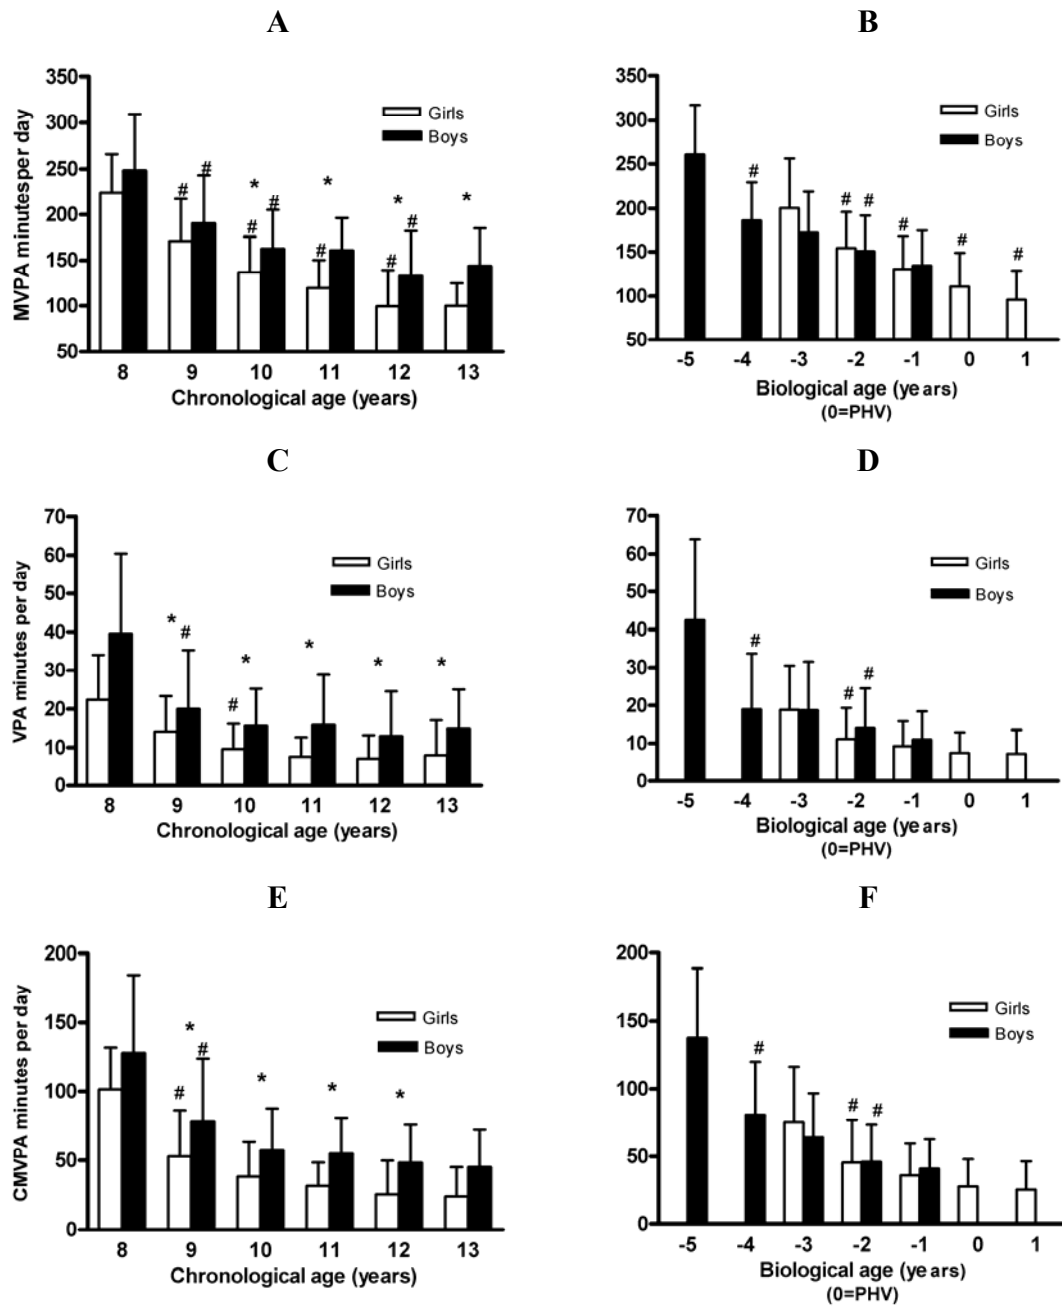 A
MVPA minutesper day
350
300
250
200
150
100
50
Girls
Boys
# # * # # * # * # # *
8 9 10 11 12 13
Chronological age (years)
B
350
300
250
200
150
100
50
Girls
Boys
# # # # # #
-5 -4 -3 -2 -1 0 1
Biological age (years)
(0=PHV)
C
VPA minutes per day
70
60
50
40
30
20
10
0
Girls
Boys
* # # * * * *
8 9 10 11 12 13
Chronological age (years)
D
70
60
50
40
30
20
10
0
Girls
Boys
# # #
-5 -4 -3 -2 -1 0 1
Biological age (years)
(0=PHV)
E
CMVPA minutes per day
200
150
100
50
0
Girls
Boys
# * # * * *
8 9 10 11 12 13
Chronological age (years)
F
200
150
100
50
0
Girls
Boys
# # #
-5 -4 -3 -2 -1 0 1
Biological age (years)
(0=PHV)